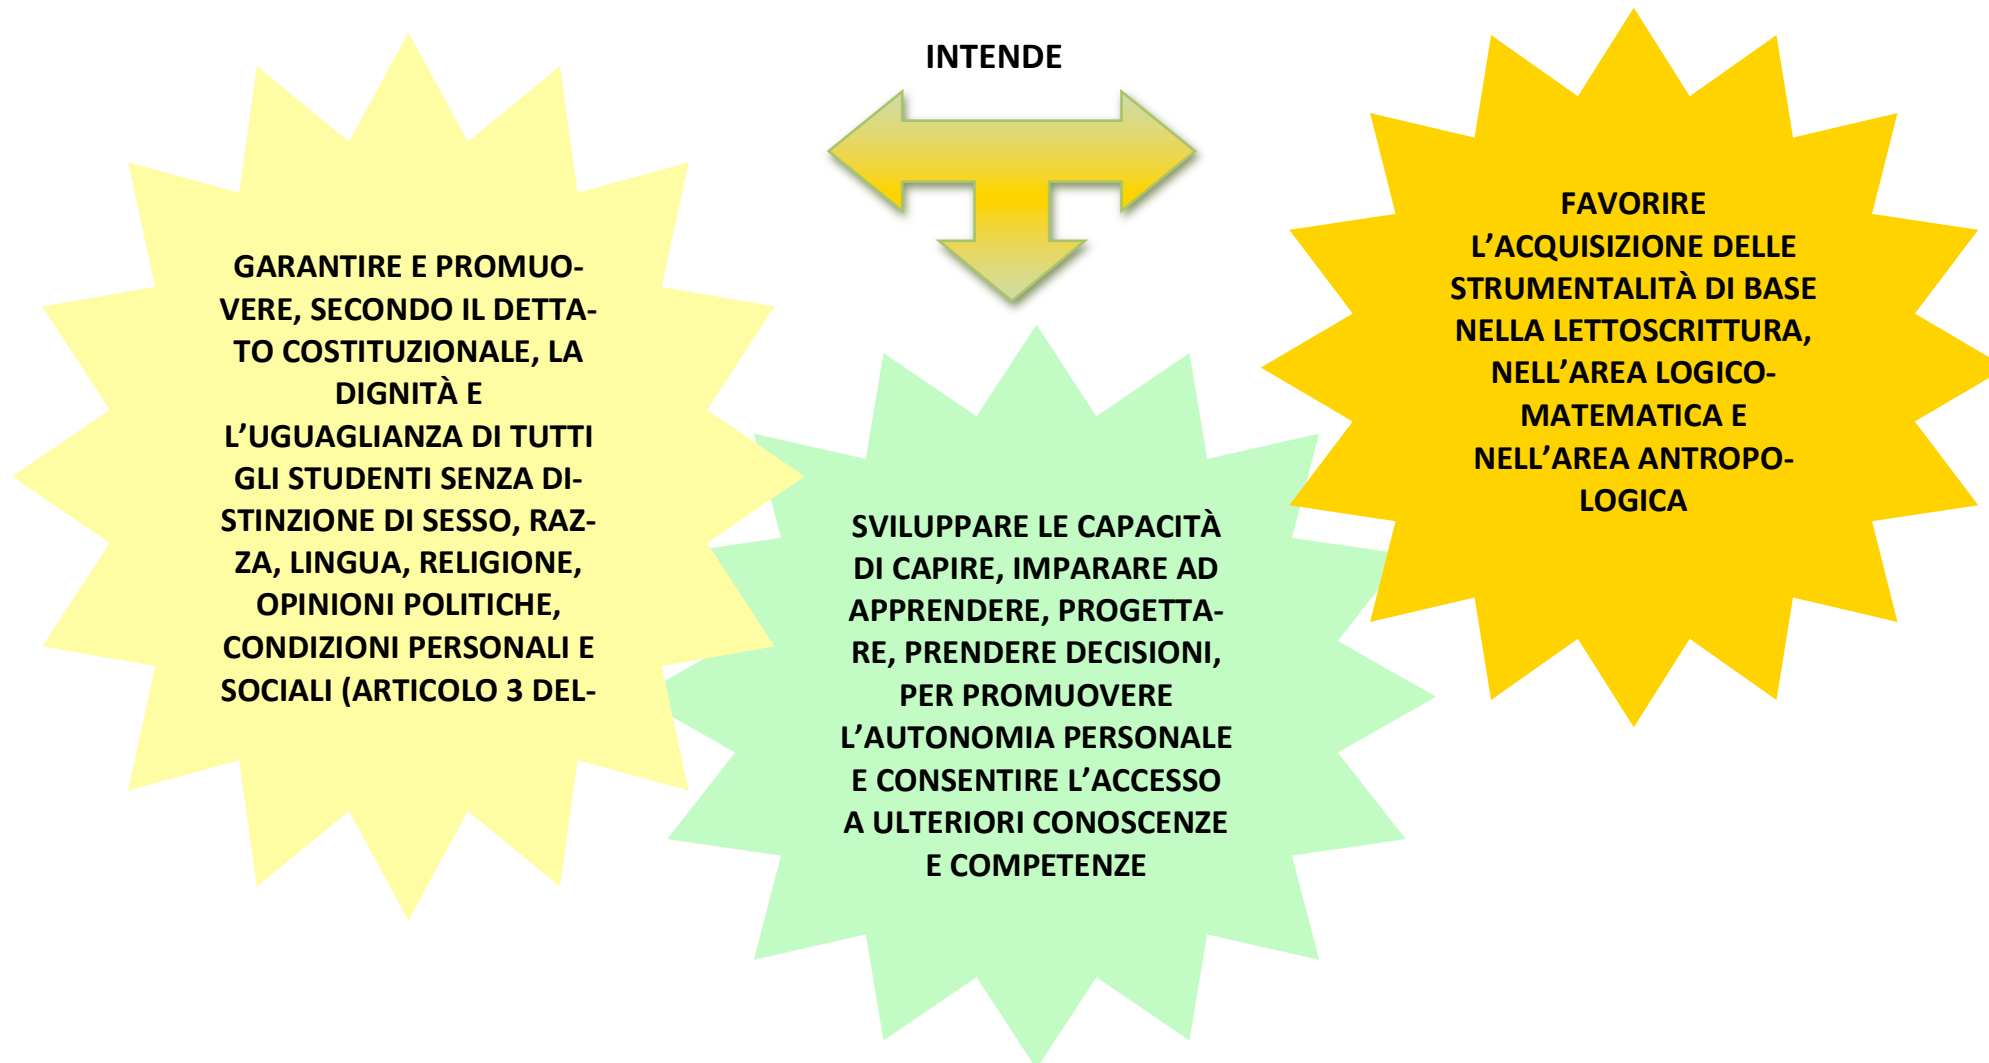 INTENDE
GARANTIRE E PROMUO-
VERE, SECONDO IL DETTA-
TO COSTITUZIONALE, LA
DIGNITÀ E
L’UGUAGLIANZA DI TUTTI
GLI STUDENTI SENZA DI-
STINZIONE DI SESSO, RAZ-
ZA, LINGUA, RELIGIONE,
OPINIONI POLITICHE,
CONDIZIONI PERSONALI E
SOCIALI (ARTICOLO 3 DEL-
SVILUPPARE LE CAPACITÀ
DI CAPIRE, IMPARARE AD
APPRENDERE, PROGETTA-
RE, PRENDERE DECISIONI,
PER PROMUOVERE
L’AUTONOMIA PERSONALE
E CONSENTIRE L’ACCESSO
A ULTERIORI CONOSCENZE
E COMPETENZE
FAVORIRE
L’ACQUISIZIONE DELLE
STRUMENTALITÀ DI BASE
NELLA LETTOSCRITTURA,
NELL’AREA LOGICO-
MATEMATICA E
NELL’AREA ANTROPO-
LOGICA